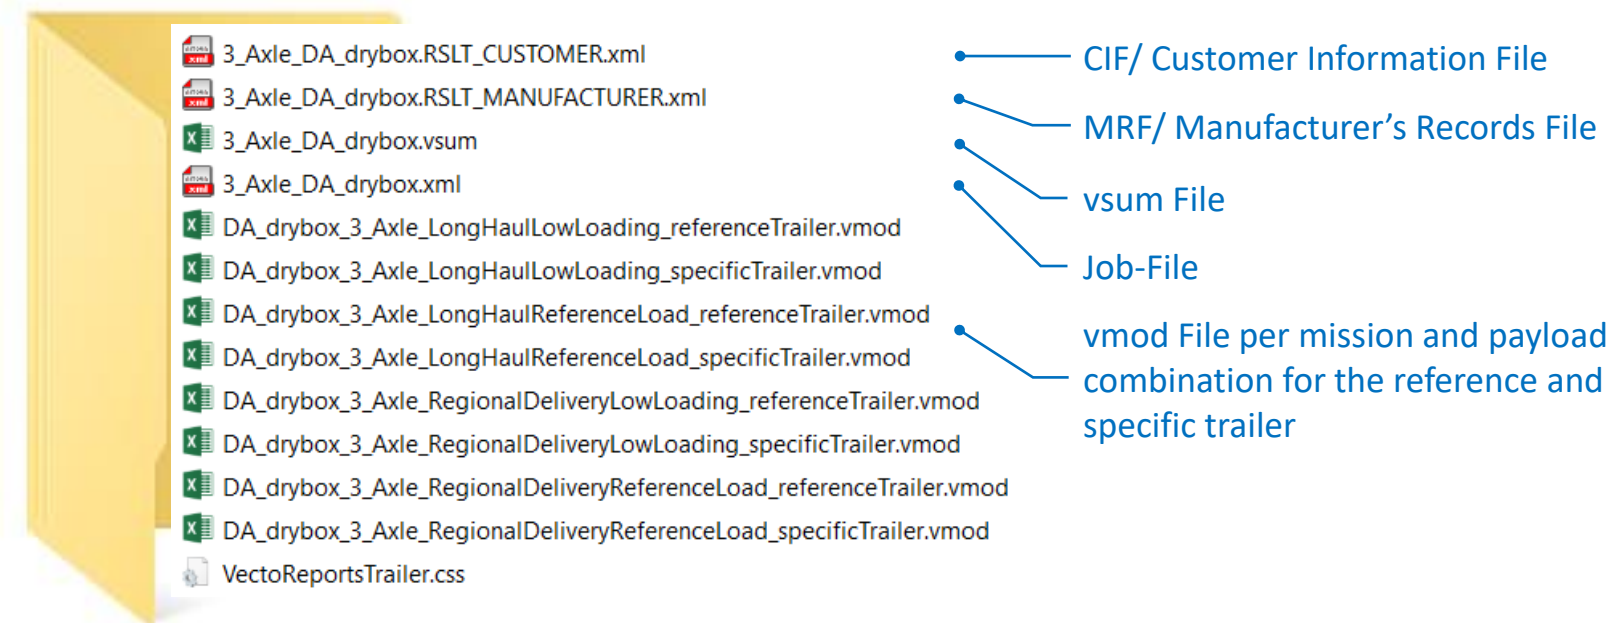 3_Axle_DA_drybox.RSLT_CUSTOMER.xml
3_Axle_DA_drybox.RSLT_MANUFACTURER.xml
3_Axle_DA_drybox.vsum
3_Axle_DA_drybox.xml
DA_drybox_3_Axle_LongHaulLowLoading_referenceTrailer.vmod
DA_drybox_3_Axle_LongHaulLowLoading_specificTrailer.vmod
DA_drybox_3_Axle_LongHaulReferenceLoad_referenceTrailer.vmod
DA_drybox_3_Axle_LongHaulReferenceLoad_specificTrailer.vmod
DA_drybox_3_Axle_RegionalDeliveryLowLoading_referenceTrailer.vmod
DA_drybox_3_Axle_RegionalDeliveryLowLoading_specificTrailer.vmod
DA_drybox_3_Axle_RegionalDeliveryReferenceLoad_referenceTrailer.vmod
DA_drybox_3_Axle_RegionalDeliveryReferenceLoad_specificTrailer.vmod
VectoReportsTrailer.css
CIF/ Customer Information File
MRF/ Manufacturer’s Records File
vsum File
Job-File
vmod File per mission and payload
combination for the reference and
specific trailer